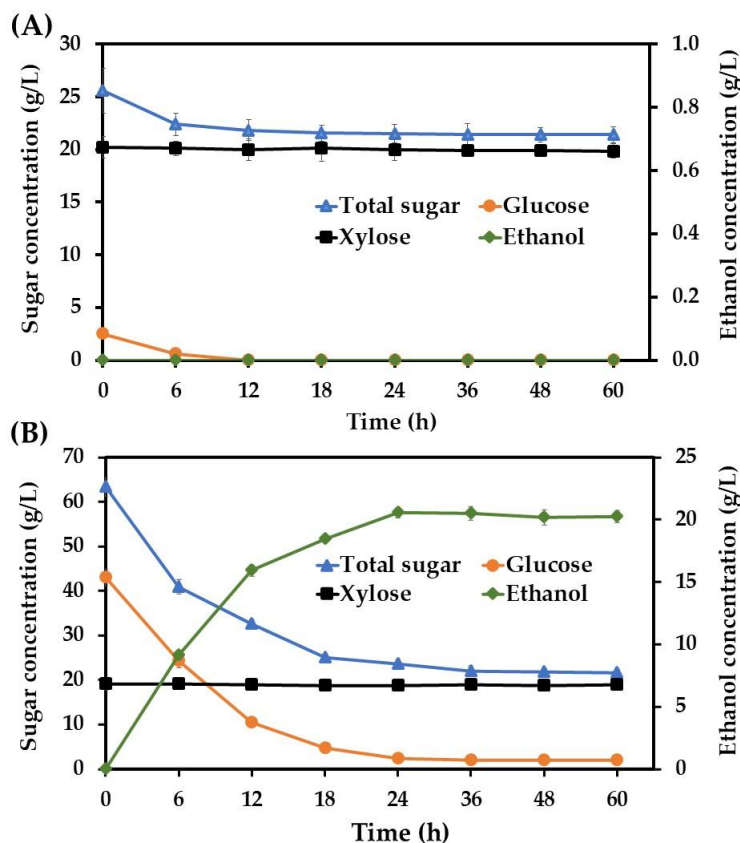 (A)
30
25
20
15
10
5
0
Sugar concentration (g/L)
1.0
0.8
0.6
0.4
0.2
0.0
Ethanol concentration (g/L)
Total sugar Glucose
Xylose Ethanol
0 6 12 18 24 36 48 60
Time (h)
(B)
70
60
50
40
30
20
10
0
Sugar concentration (g/L)
25
20
15
10
5
0
Ethanol concentration (g/L)
Total sugar Glucose
Xylose Ethanol
0 6 12 18 24 36 48 60
Time (h)